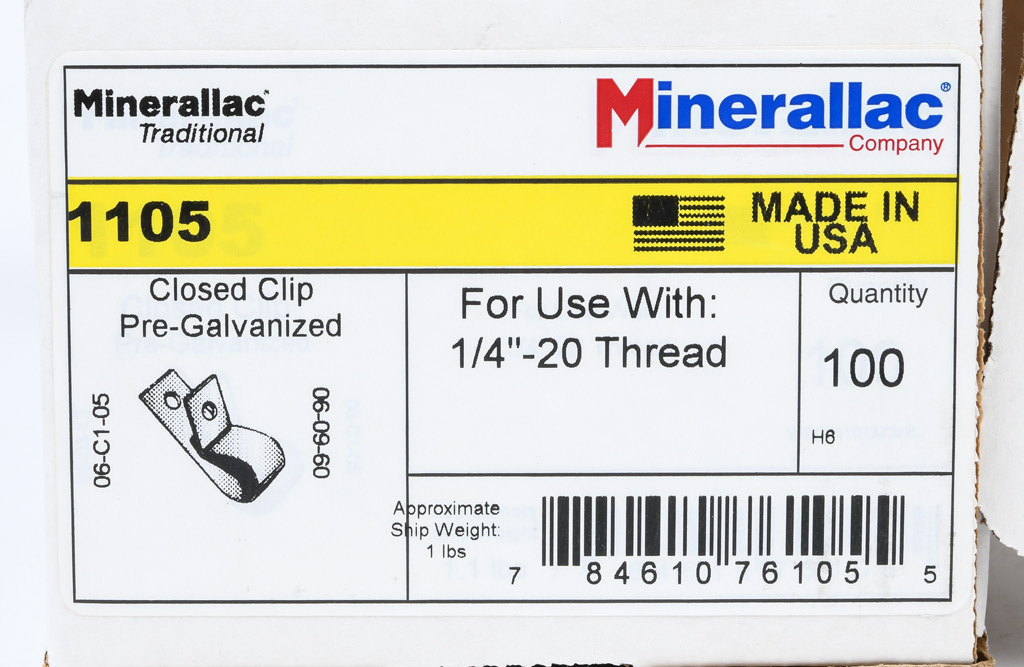 Minerallac™
Traditional
Minerallac®
Company
1105
MADE IN
USA
Closed Clip
Pre-Galvanized
06-C1-05
09-60-90
For Use With:
1/4"-20 Thread
Quantity
100
H6
Approximate
Ship Weight:
1 lbs
7 84610 76105 5